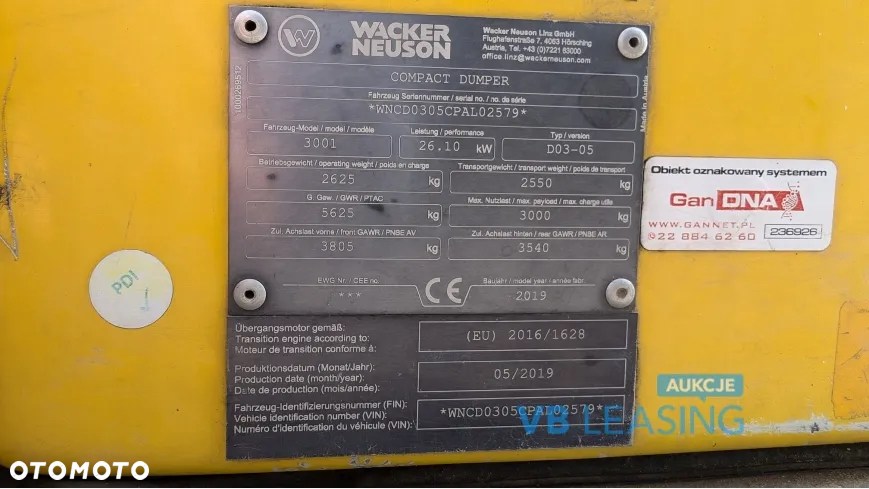 WACKER
NEUSON
Wacker Neuson Linz GmbH
Flughafenstraße 7, 4063 Hörsching
Austria, Tel. +43 (0)7221 63000
office.linz@wackerneuson.com
1000269512
COMPACT DUMPER
Made in Austria
Fahrzeug Seriennummer / serial no. / no. de série
*WNCD0305CPAL02579*
Fahrzeug-Model / model / modèle
Leistung / performance
Typ / version
3001
26.10 kW
D03-05
Betriebsgewicht / operating weight / poids en charge
Transportgewicht / transport weight / poids de transport
2625 kg
2550 kg
G. Gew. / GWR / PTAC
Max. Nutzlast / max. payload / max. charge utile
5625 kg
3000 kg
Zul. Achslast vorne / front GAWR / PNBE AV
Zul. Achslast hinten / rear GAWR / PNBE AR
3805 kg
3540 kg
EWG Nr. / CEE no.
***
CE
Baujahr / model year / année fabr.
2019
Übergangsmotor gemäß:
Transition engine according to:
Moteur de transition conforme à:
(EU) 2016/1628
Produktionsdatum (Monat/Jahr):
Production date (month/year):
Date de production (mois/année):
05/2019
Fahrzeug-Identifizierungsnummer (FIN):
Vehicle identification number (VIN):
Numéro d'identification du véhicule (VIN):
*WNCD0305CPAL02579*
PDI
Obiekt oznakowany systemem
Gan DNA
WWW.GANNET.PL
22 884 62 60
236926
AUKCJE
VB LEASING
OTOMOTO